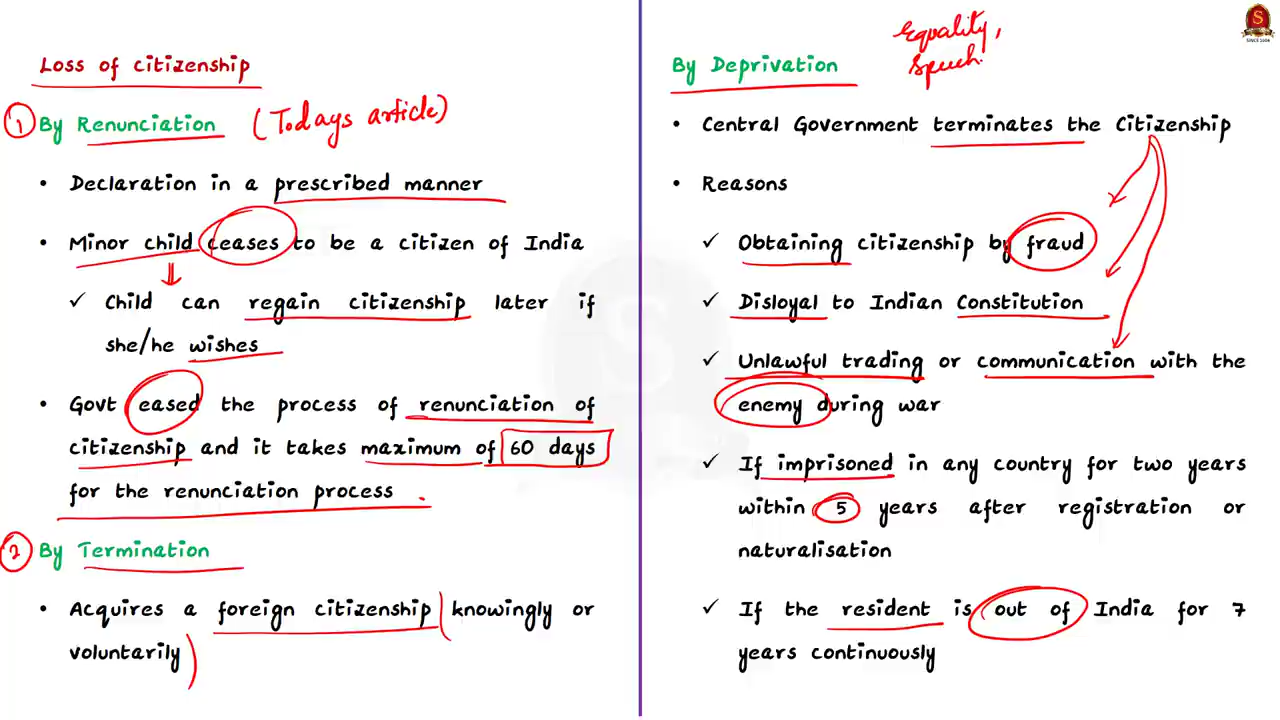 Loss of citizenship
1 By Renunciation (Todays article)
• Declaration in a prescribed manner
• Minor child ceases to be a citizen of India
✓ Child can regain citizenship later if
she/he wishes
• Govt eased the process of renunciation of
citizenship and it takes maximum of 60 days
for the renunciation process
2 By Termination
• Acquires a foreign citizenship (knowingly or
voluntarily)
Equality,
Speech.
By Deprivation
• Central Government terminates the Citizenship
• Reasons
✓ Obtaining citizenship by fraud
✓ Disloyal to Indian Constitution
✓ Unlawful trading or communication with the
enemy during war
✓ If imprisoned in any country for two years
within 5 years after registration or
naturalisation
✓ If the resident is out of India for 7
years continuously
S
SINCE 2004
S